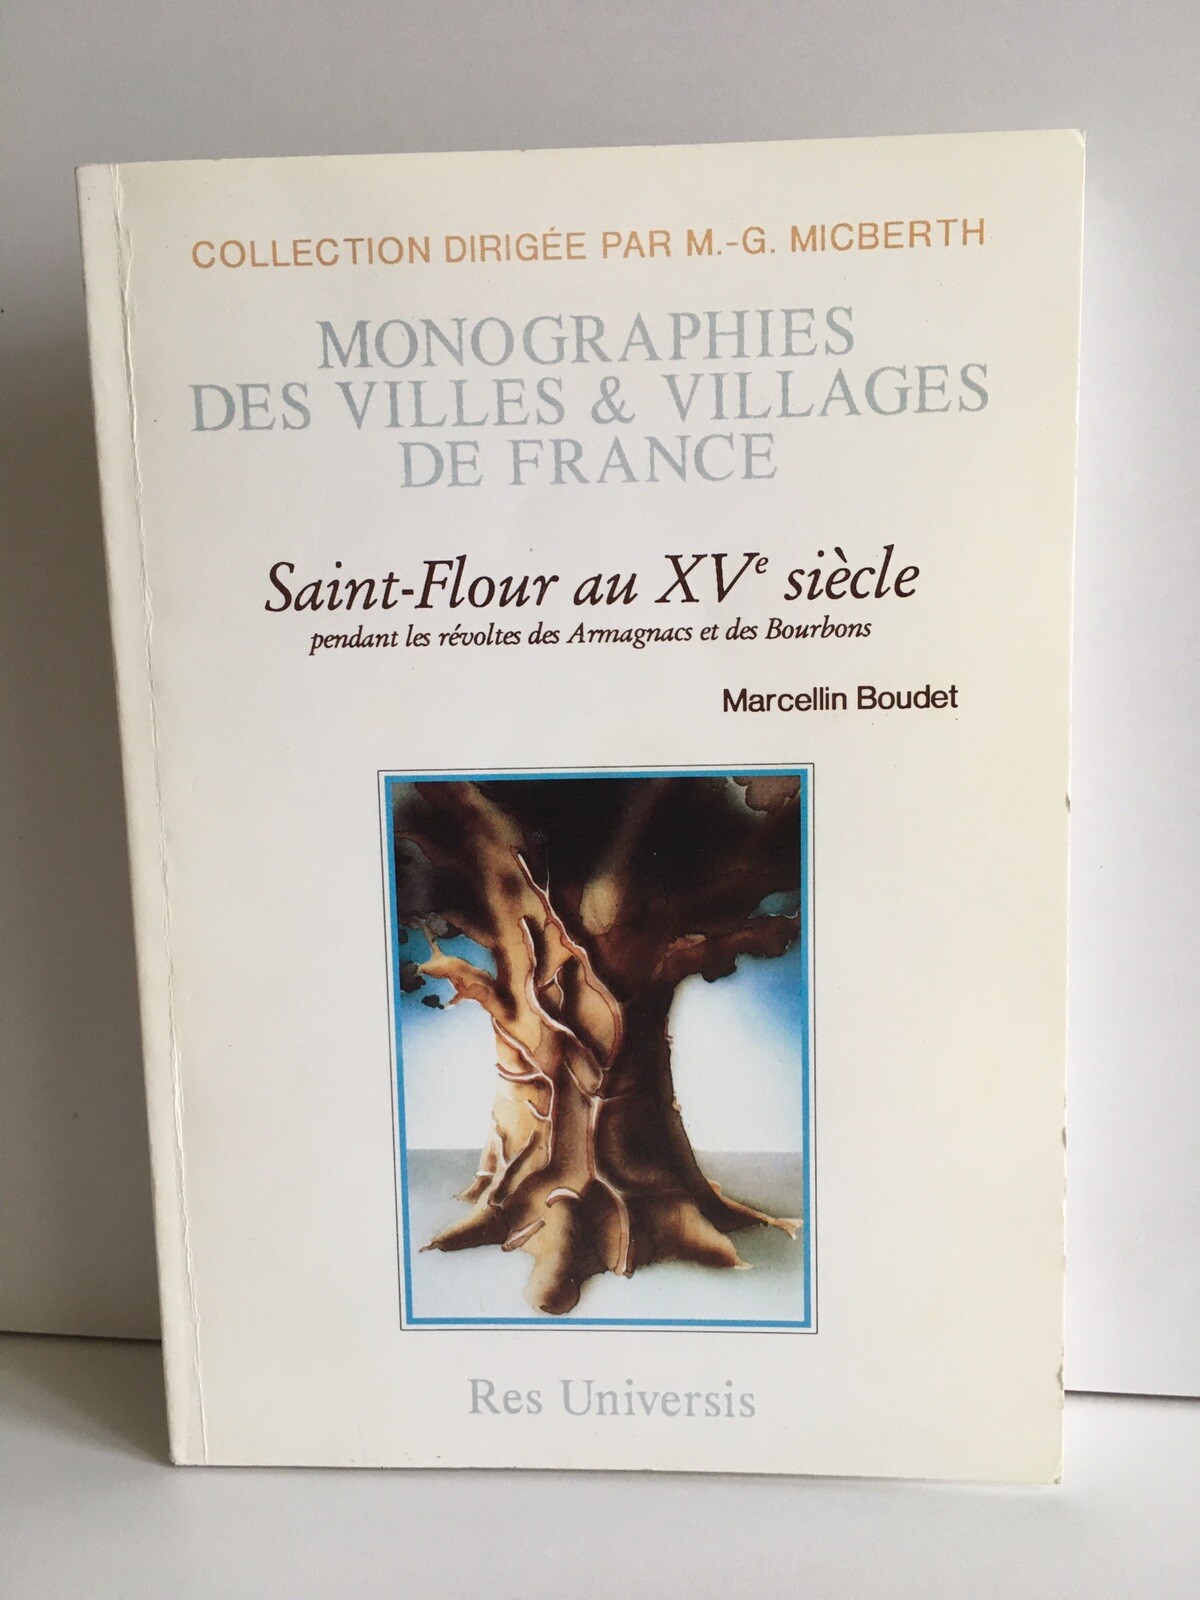 COLLECTION DIRIGÉE PAR M.-G. MICBERTH
MONOGRAPHIES
DES VILLES & VILLAGES
DE FRANCE
Saint-Flour au XVe siècle
pendant les révoltes des Armagnacs et des Bourbons
Marcellin Boudet
Res Universis